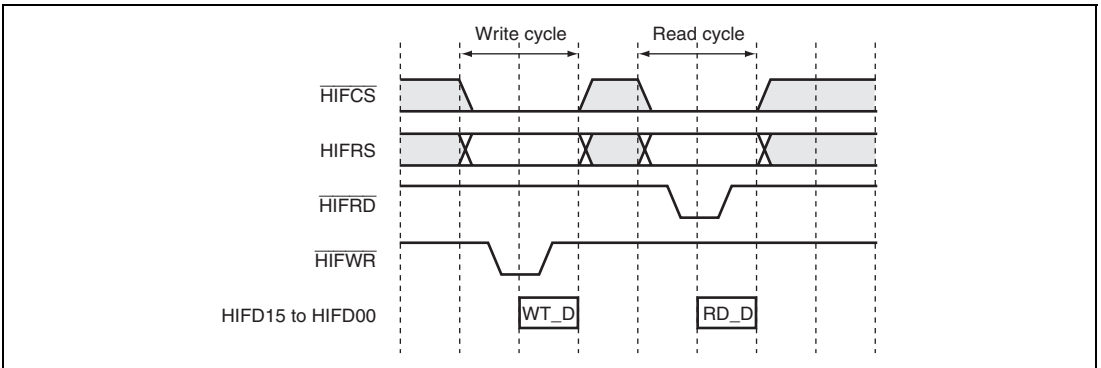 Write cycle Read cycle
HIFCS
HIFRS
HIFRD
HIFWR
HIFD15 to HIFD00 WT_D RD_D